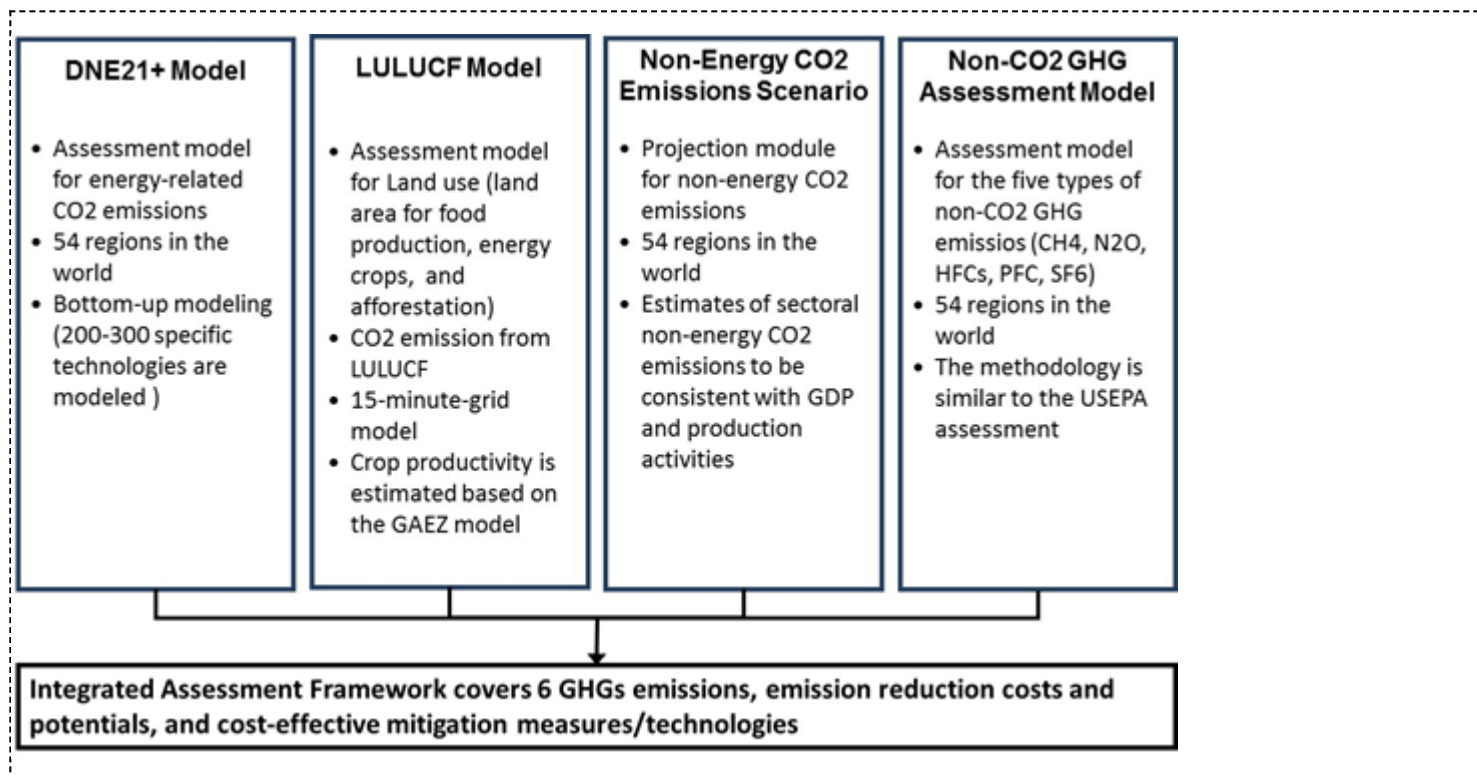 DNE21+ Model
• Assessment model
for energy-related
CO2 emissions
• 54 regions in the
world
• Bottom-up modeling
(200-300 specific
technologies are
modeled )
LULUCF Model
• Assessment model
for Land use (land
area for food
production, energy
crops, and
afforestation)
• CO2 emission from
LULUCF
• 15-minute-grid
model
• Crop productivity is
estimated based on
the GAEZ model
Non-Energy CO2
Emissions Scenario
• Projection module
for non-energy CO2
emissions
• 54 regions in the
world
• Estimates of sectoral
non-energy CO2
emissions to be
consistent with GDP
and production
activities
Non-CO2 GHG
Assessment Model
• Assessment model
for the five types of
non-CO2 GHG
emissios (CH4, N2O,
HFCs, PFC, SF6)
• 54 regions in the
world
• The methodology is
similar to the USEPA
assessment
Integrated Assessment Framework covers 6 GHGs emissions, emission reduction costs and
potentials, and cost-effective mitigation measures/technologies